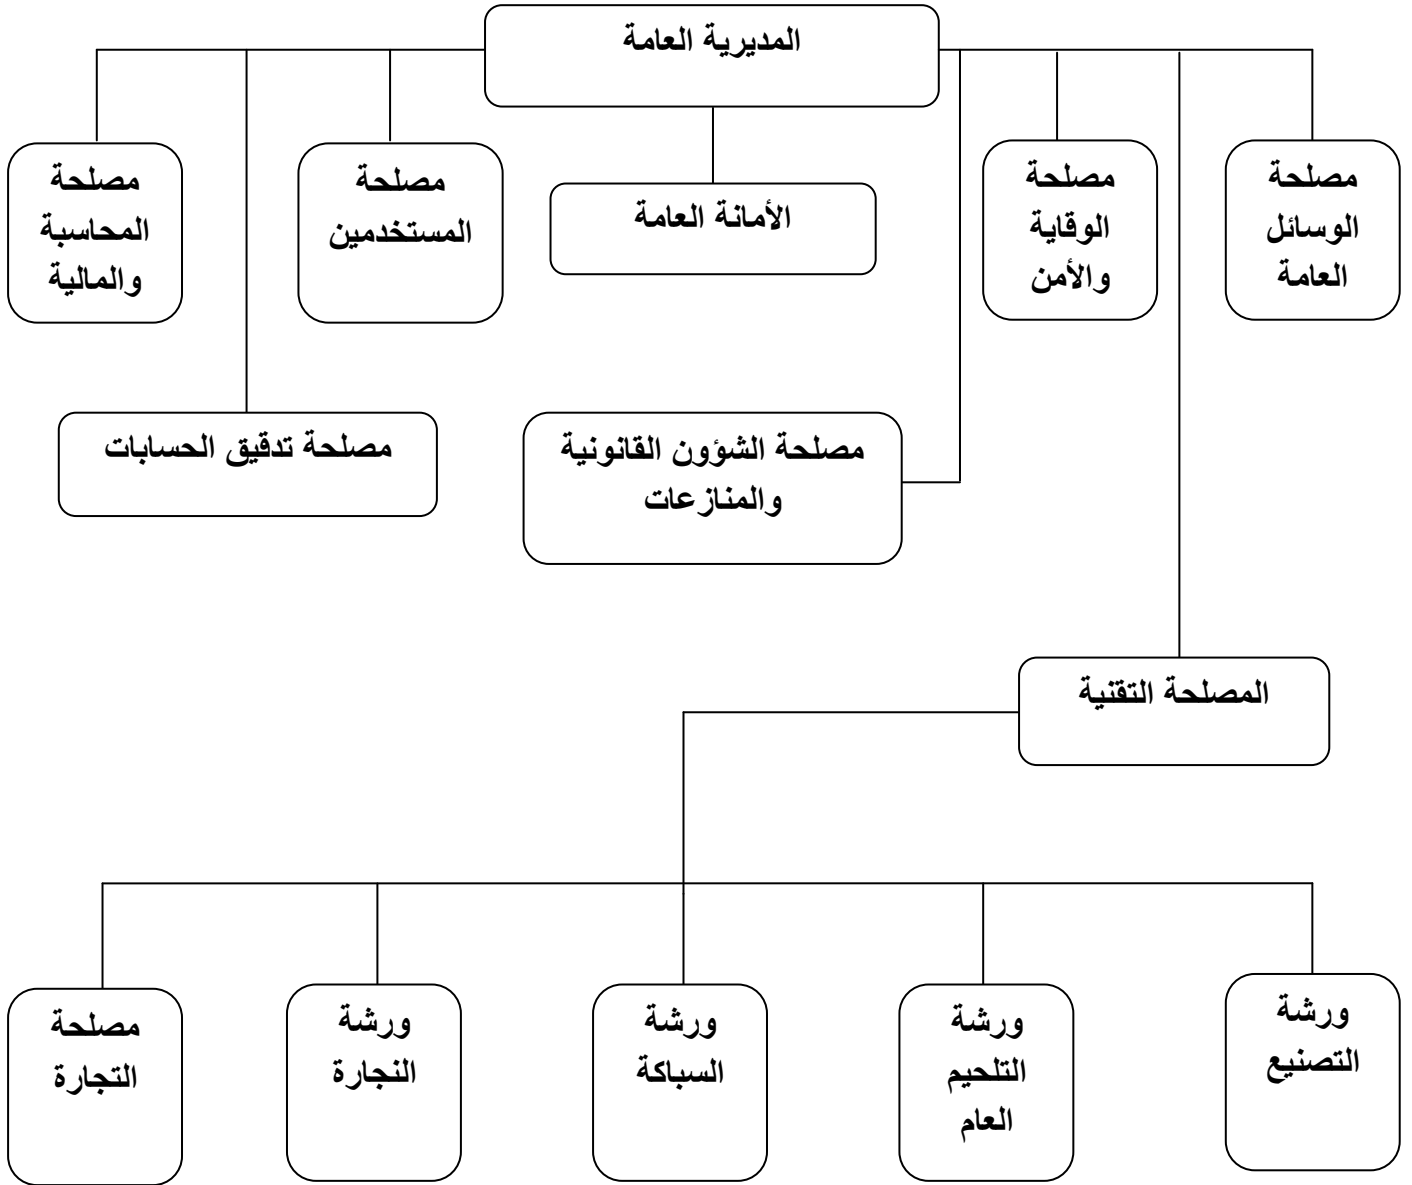 المديرية العامة
مصلحة
الوسائل
العامة
مصلحة
الوقاية
والأمن
الأمانة العامة
مصلحة
المستخدمين
مصلحة
المحاسبة
والمالية
مصلحة الشؤون القانونية
والمنازعات
مصلحة تدقيق الحسابات
المصلحة التقنية
ورشة
التصنيع
ورشة
التلحيم
العام
ورشة
السباكة
ورشة
النجارة
مصلحة
التجارة